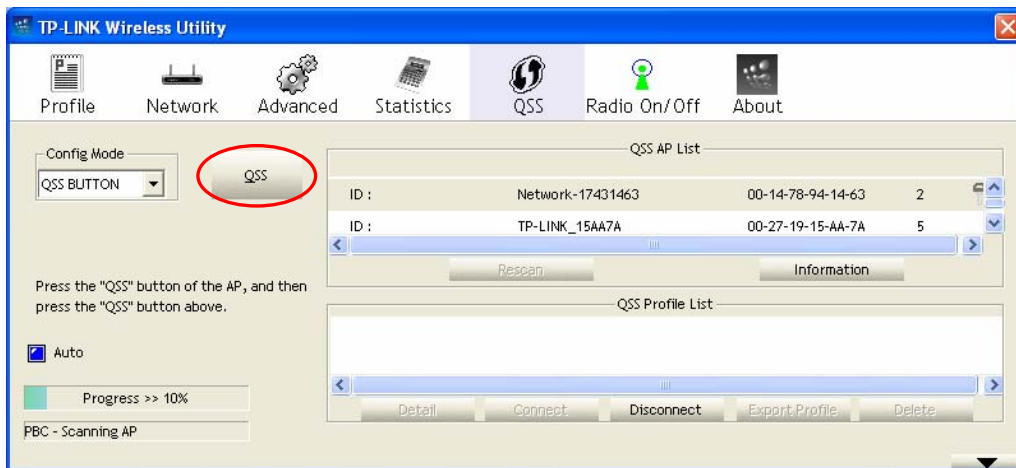 TP-LINK Wireless Utility
Profile Network Advanced Statistics QSS Radio On/Off About
Config Mode
QSS BUTTON
QSS
QSS AP List
ID : Network-17431463 00-14-78-94-14-63 2
ID : TP-LINK_15AA7A 00-27-19-15-AA-7A 5
Rescan Information
Press the "QSS" button of the AP, and then
press the "QSS" button above.
Auto
Progress >> 10%
PBC - Scanning AP
QSS Profile List
Detail Connect Disconnect Export Profile Delete